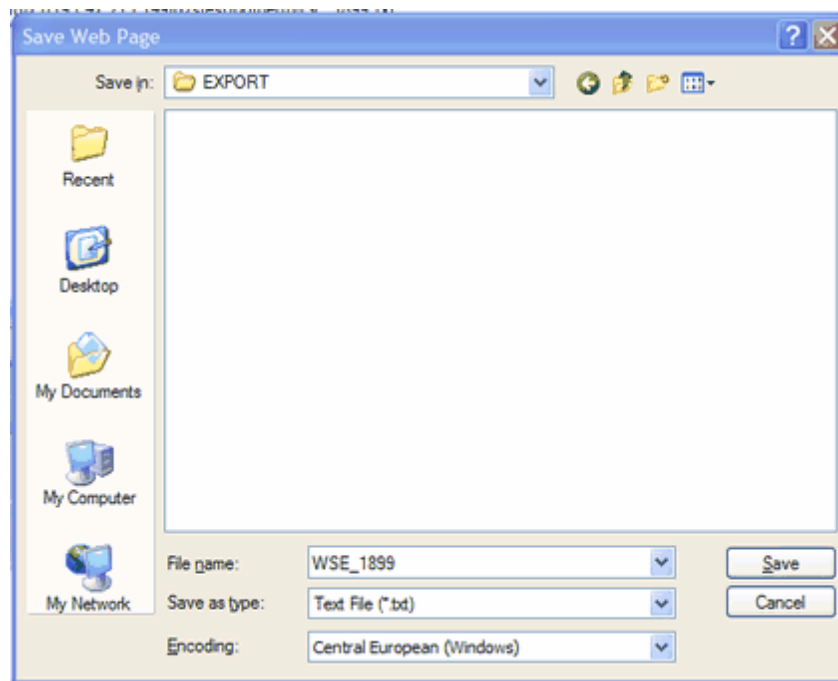 Save Web Page
Save in: EXPORT
Recent
Desktop
My Documents
My Computer
My Network
File name: WSE_1899 Save
Save as type: Text File (*.txt) Cancel
Encoding: Central European (Windows)